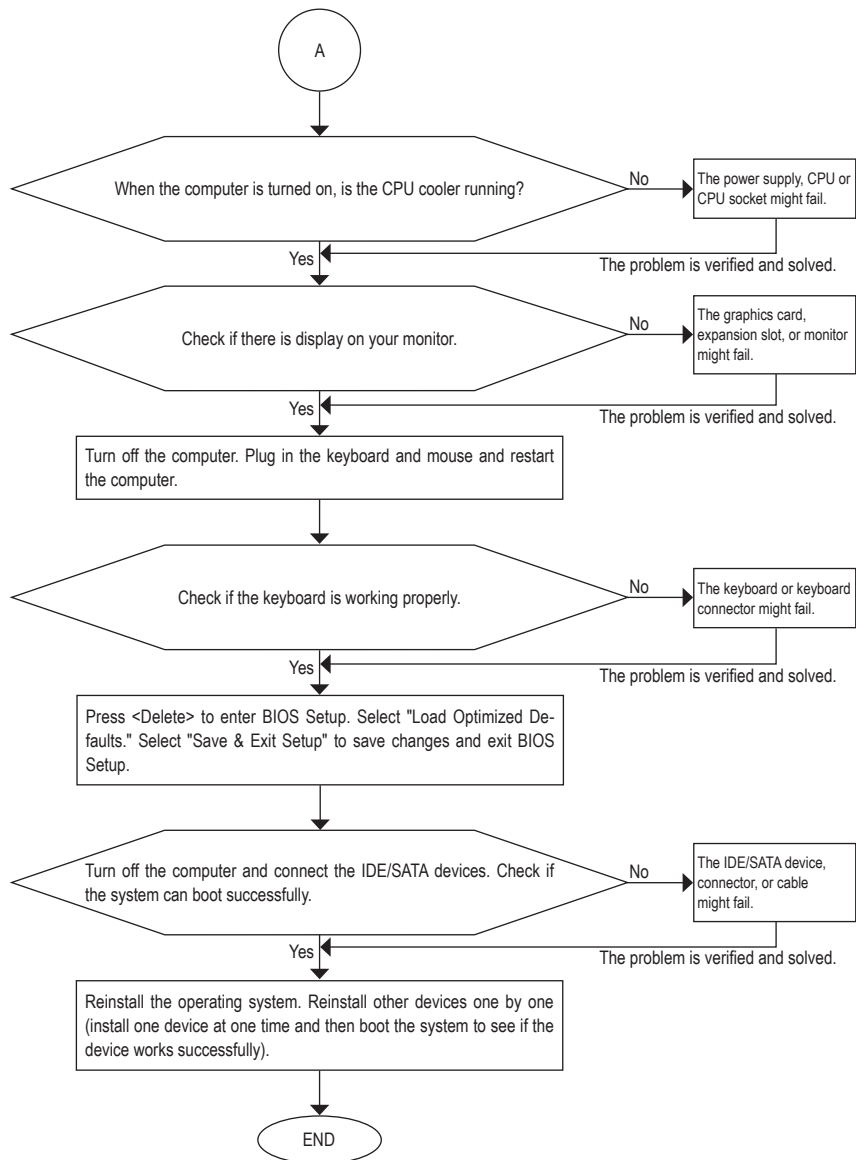 A
When the computer is turned on, is the CPU cooler running?
No
The power supply, CPU or
CPU socket might fail.
Yes
The problem is verified and solved.
Check if there is display on your monitor.
No
The graphics card,
expansion slot, or monitor
might fail.
Yes
The problem is verified and solved.
Turn off the computer. Plug in the keyboard and mouse and restart
the computer.
Check if the keyboard is working properly.
No
The keyboard or keyboard
connector might fail.
Yes
The problem is verified and solved.
Press <Delete> to enter BIOS Setup. Select "Load Optimized De-
faults." Select "Save & Exit Setup" to save changes and exit BIOS
Setup.
Turn off the computer and connect the IDE/SATA devices. Check if
the system can boot successfully.
No
The IDE/SATA device,
connector, or cable
might fail.
Yes
The problem is verified and solved.
Reinstall the operating system. Reinstall other devices one by one
(install one device at one time and then boot the system to see if the
device works successfully).
END